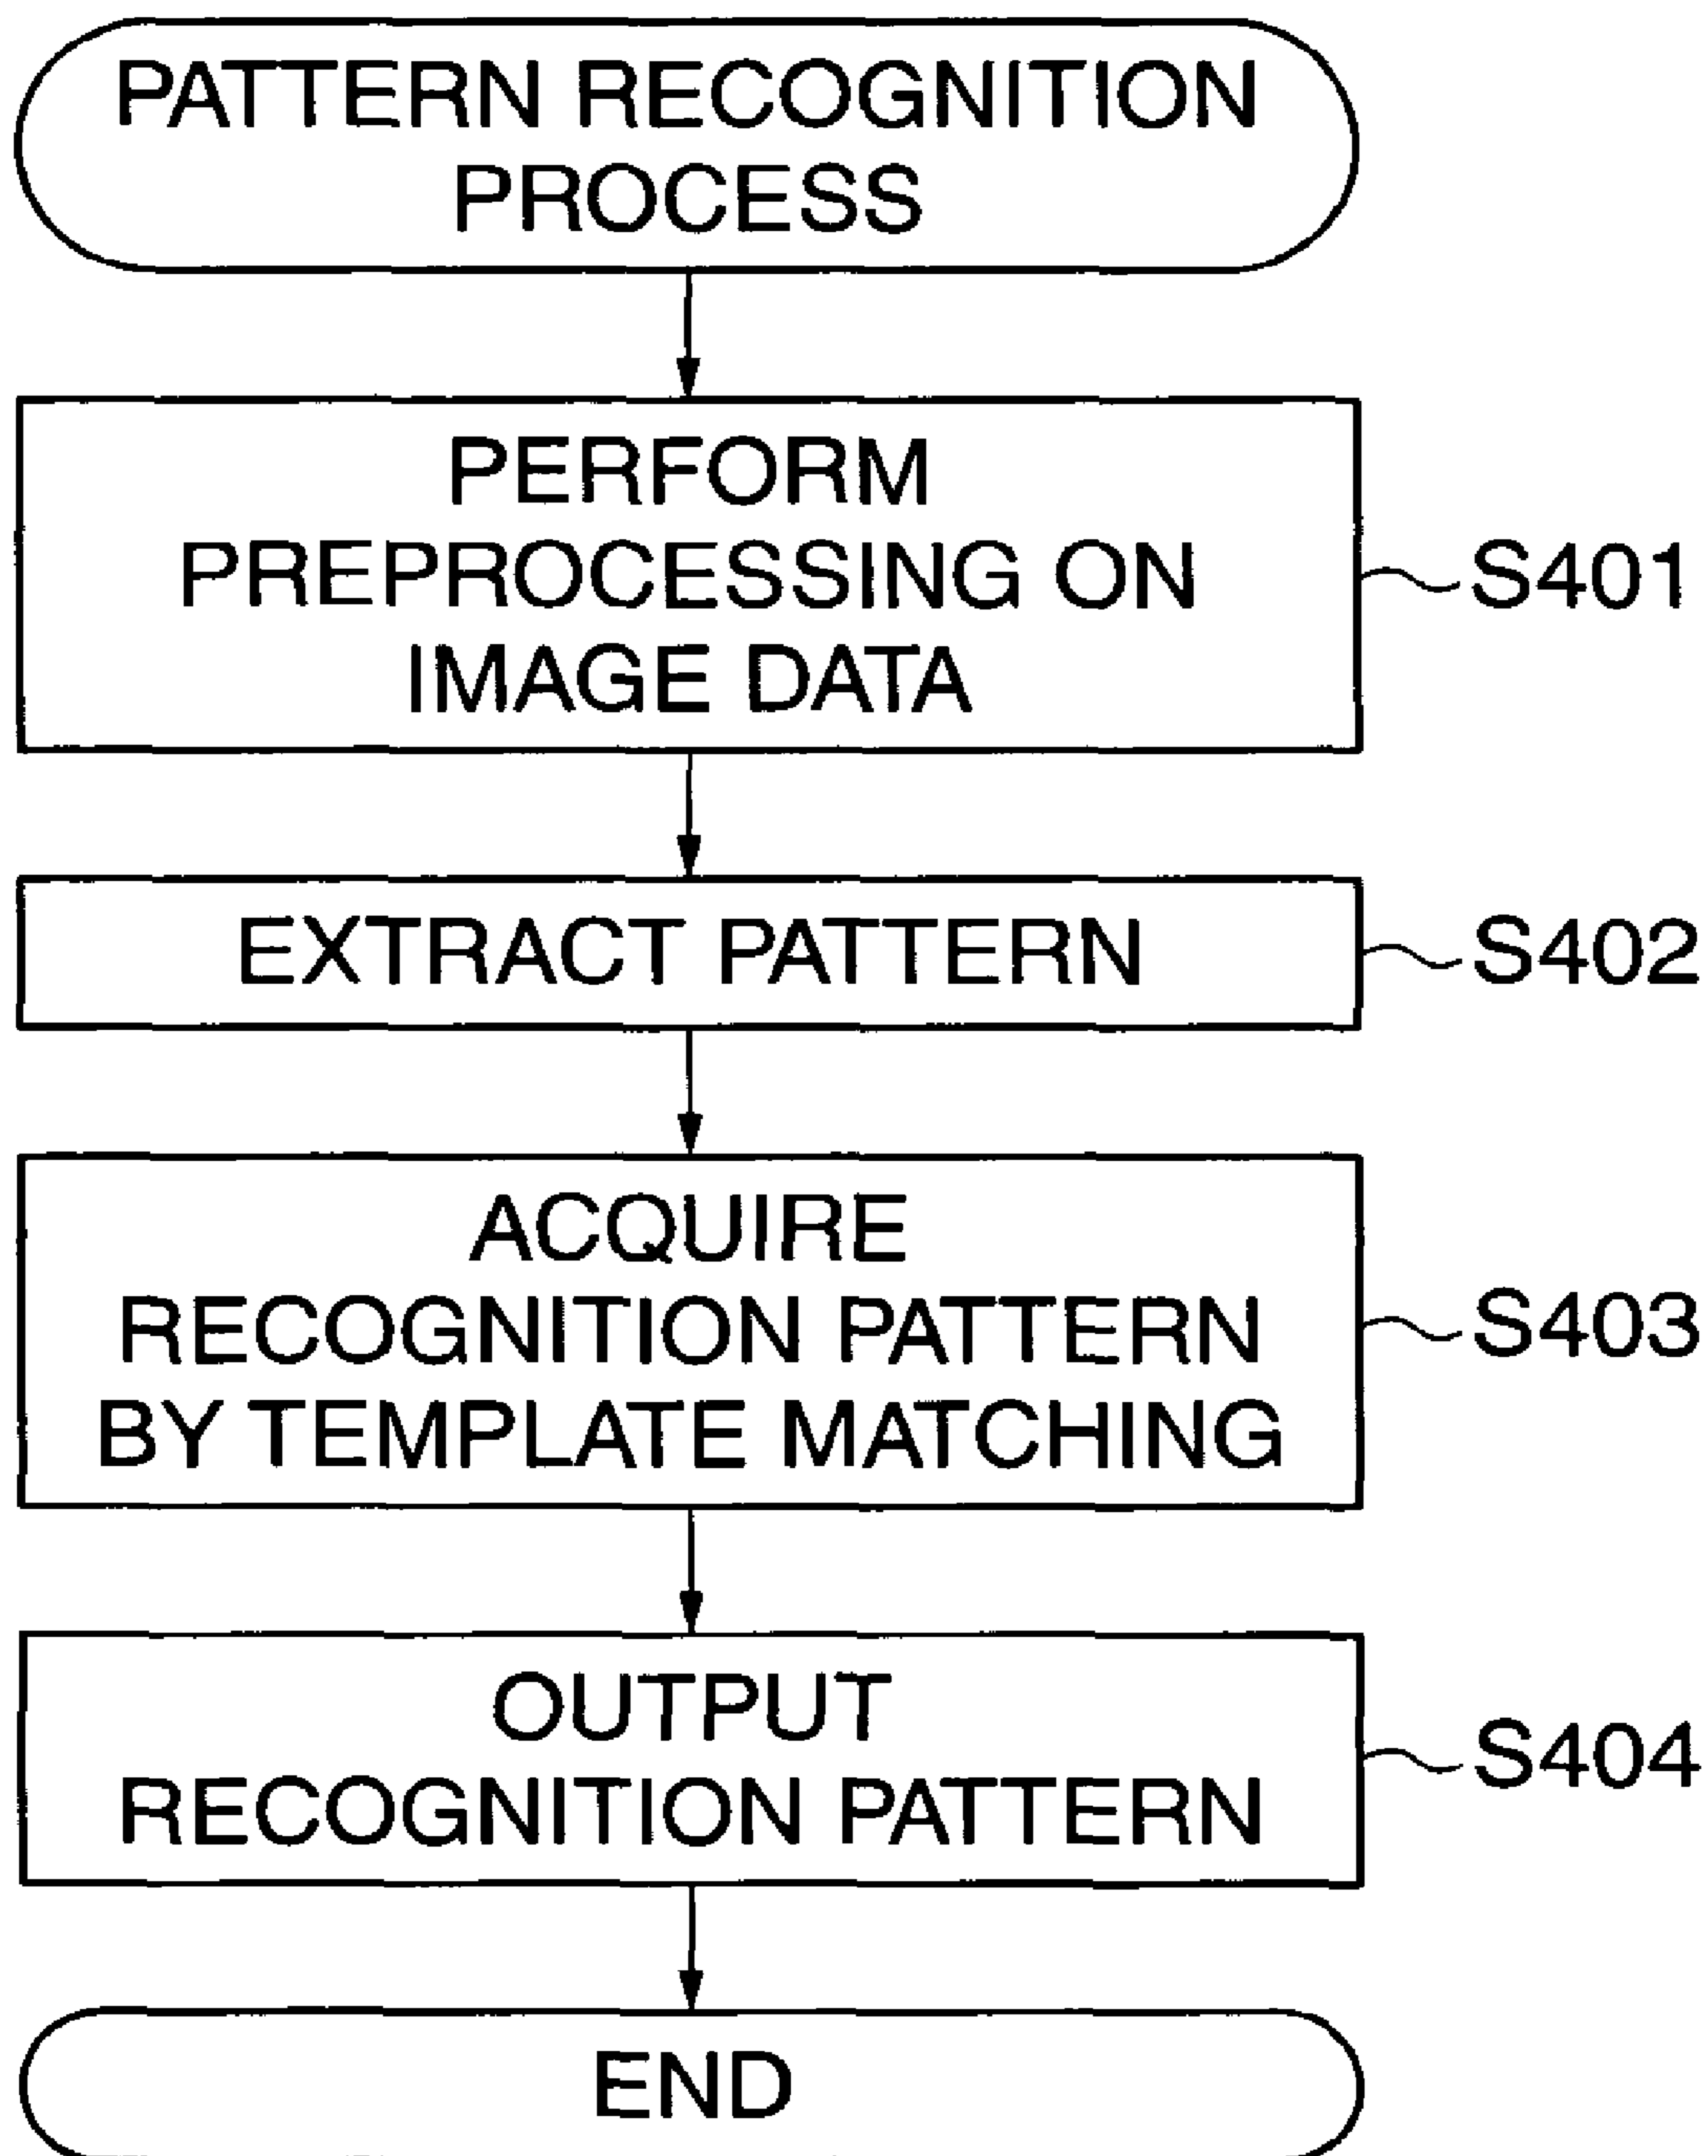 PATTERN RECOGNITION
PROCESS
PERFORM
PREPROCESSING ON
IMAGE DATA
S401
EXTRACT PATTERN
S402
ACQUIRE
RECOGNITION PATTERN
BY TEMPLATE MATCHING
S403
OUTPUT
RECOGNITION PATTERN
S404
END